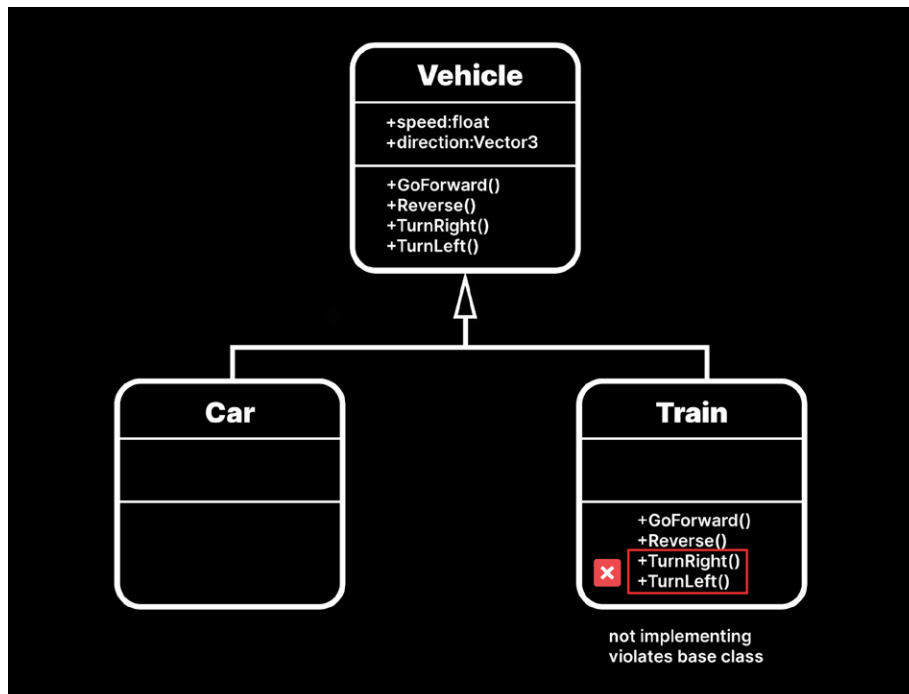 Vehicle
+speed:float
+direction:Vector3
+GoForward()
+Reverse()
+TurnRight()
+TurnLeft()
Car
Train
+GoForward()
+Reverse()
+TurnRight()
+TurnLeft()
not implementing
violates base class